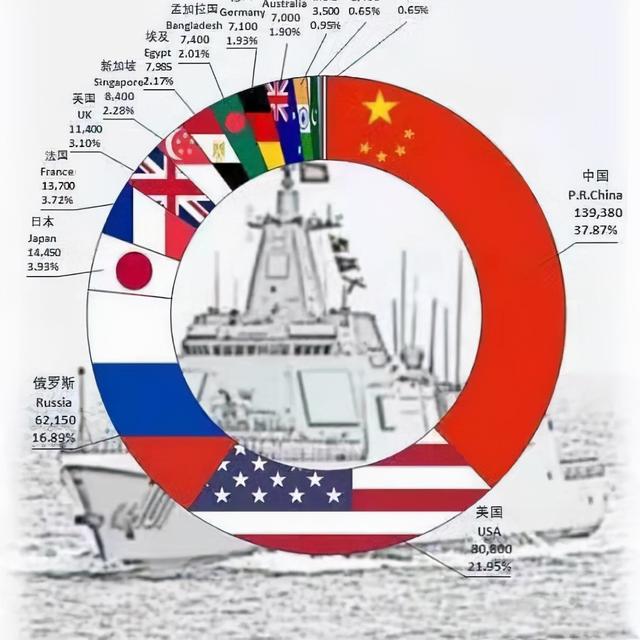 孟加拉国
Bangladesh
7,400
2.01%
Germany
7,100
1.93%
Australia
7,000
1.90%
3,500
0.95%
0.65%
0.65%
埃及
Egypt
7,985
2.17%
新加坡
Singapore
8,400
2.28%
英国
UK
11,400
3.10%
法国
France
13,700
3.72%
日本
Japan
14,450
3.93%
中国
P.R.China
139,380
37.87%
俄罗斯
Russia
62,150
16.89%
美国
USA
80,800
21.95%